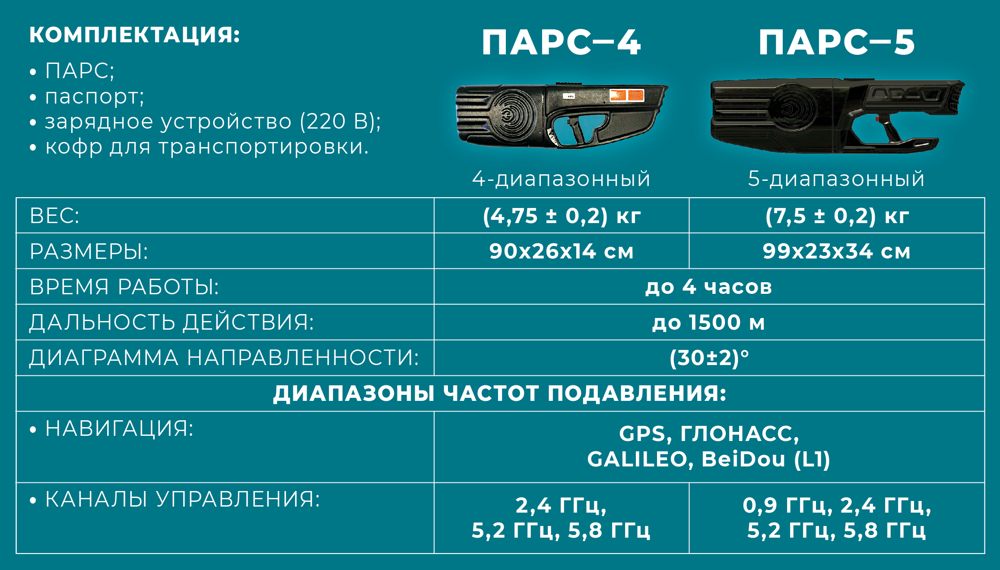 КОМПЛЕКТАЦИЯ:
• ПАРС;
• паспорт;
• зарядное устройство (220 В);
• кофр для транспортировки.
ПАРС–4
ПАРС–5
4-диапазонный
5-диапазонный
ВЕС:
(4,75 ± 0,2) кг
(7,5 ± 0,2) кг
РАЗМЕРЫ:
90х26х14 см
99х23х34 см
ВРЕМЯ РАБОТЫ:
до 4 часов
ДАЛЬНОСТЬ ДЕЙСТВИЯ:
до 1500 м
ДИАГРАММА НАПРАВЛЕННОСТИ:
(30±2)°
ДИАПАЗОНЫ ЧАСТОТ ПОДАВЛЕНИЯ:
• НАВИГАЦИЯ:
GPS, ГЛОНАСС,
GALILEO, BeiDou (L1)
• КАНАЛЫ УПРАВЛЕНИЯ:
2,4 ГГц,
5,2 ГГц, 5,8 ГГц
0,9 ГГц, 2,4 ГГц,
5,2 ГГц, 5,8 ГГц